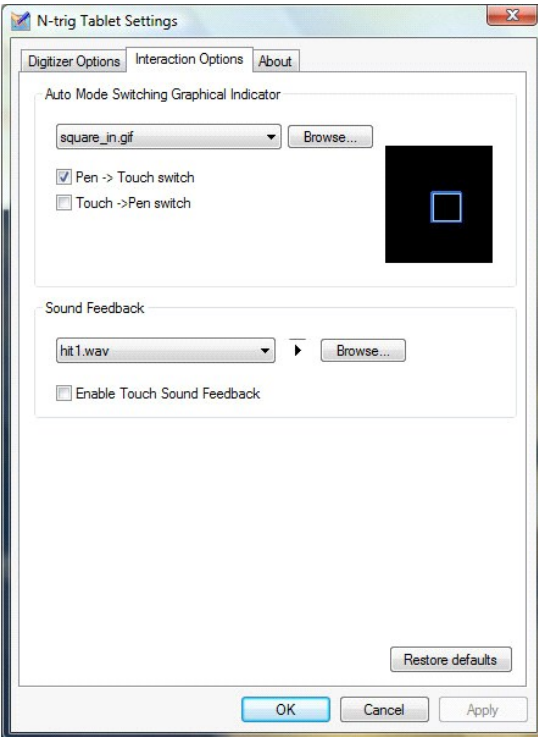 N-trig Tablet Settings
Digitizer Options Interaction Options About
Auto Mode Switching Graphical Indicator
square_in.gif Browse...
Pen -> Touch switch
Touch ->Pen switch
Sound Feedback
hit1.wav Browse...
Enable Touch Sound Feedback
Restore defaults
OK Cancel Apply